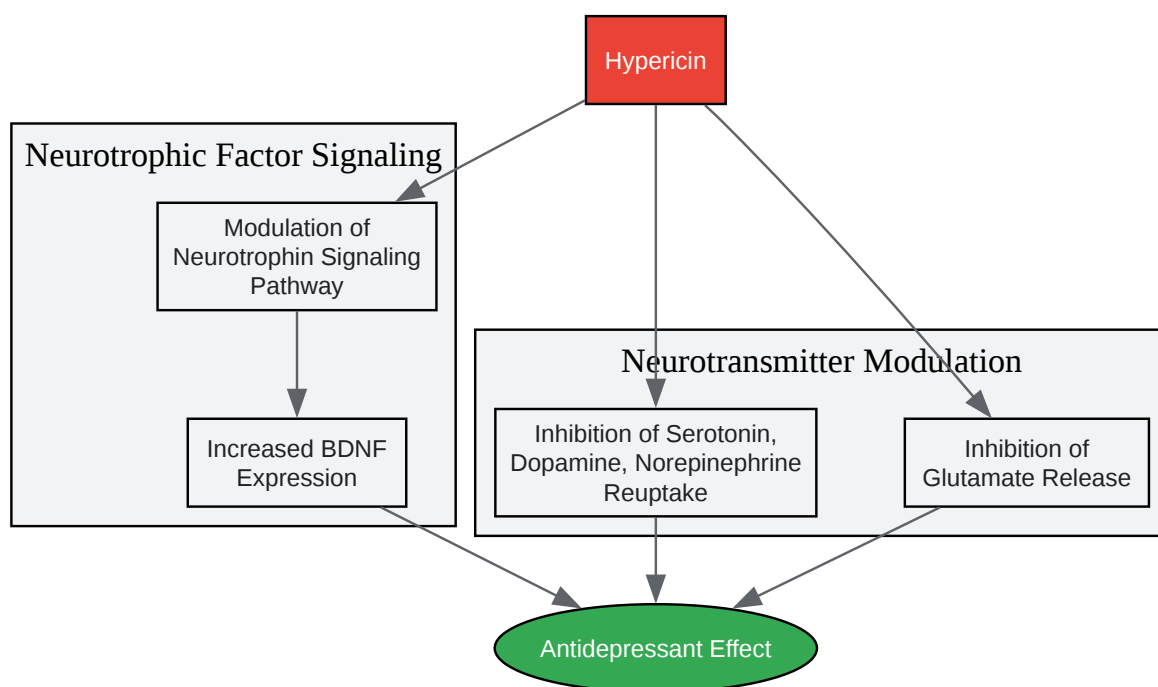 Hypericin
Neurotrophic Factor Signaling
Modulation of
Neurotrophin Signaling
Pathway
Increased BDNF
Expression
Neurotransmitter Modulation
Inhibition of Serotonin,
Dopamine, Norepinephrine
Reuptake
Inhibition of
Glutamate Release
Antidepressant Effect